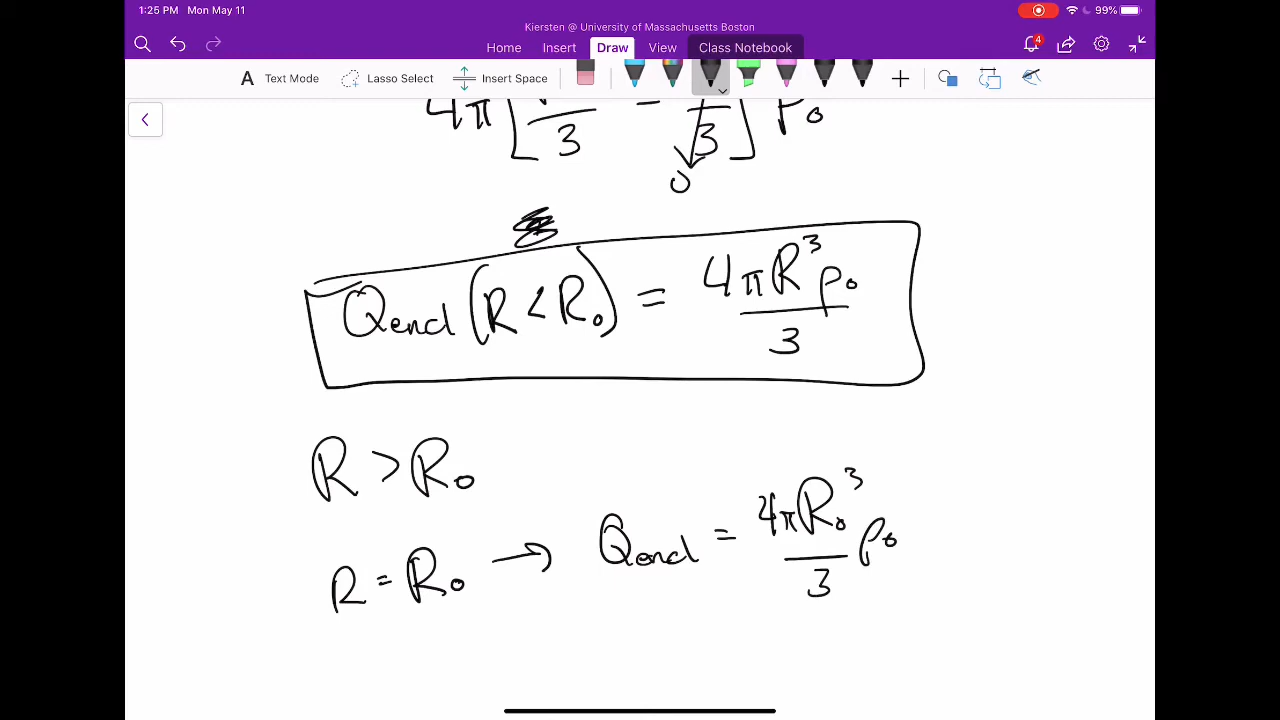 1:25 PM Mon May 11
99%
Kiersten @ University of Massachusetts Boston
Home Insert Draw View Class Notebook
4
A Text Mode Lasso Select Insert Space
4π[ /3 - /3 ] ρ₀
0
Qencl (R < R₀) = 4πR³ρ₀ / 3
R > R₀
R = R₀ → Qencl = 4πR₀³ / 3 ρ₀